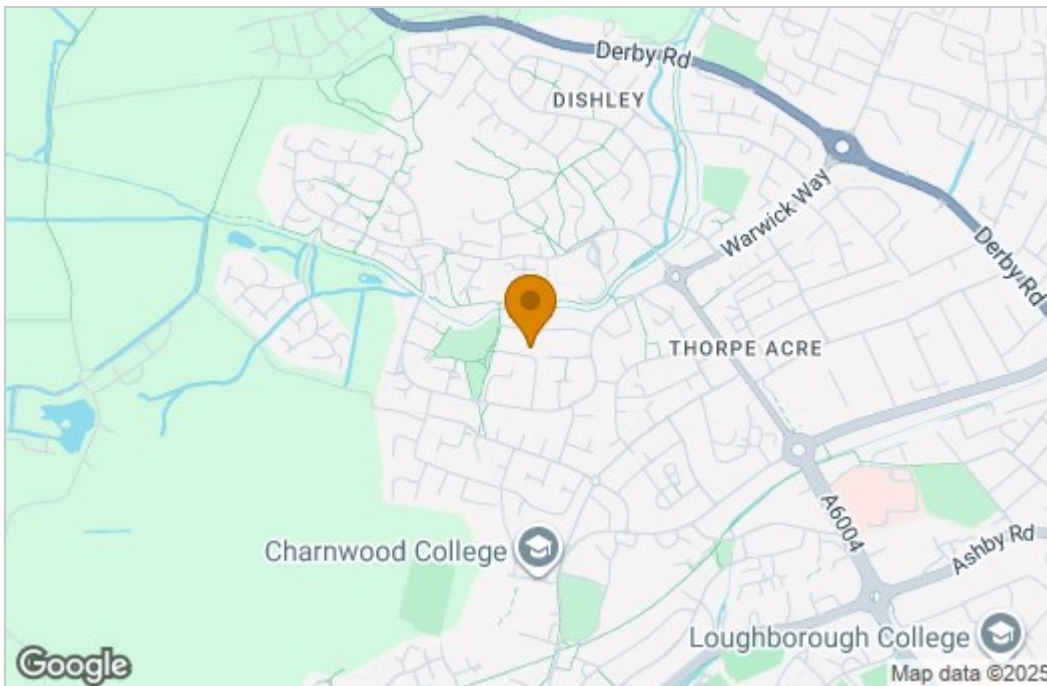 Derby Rd
DISHLEY
Warwick Way
Derby Rd
THORPE ACRE
A6004
Charnwood College
Ashby Rd
Loughborough College
Google
Map data ©2025